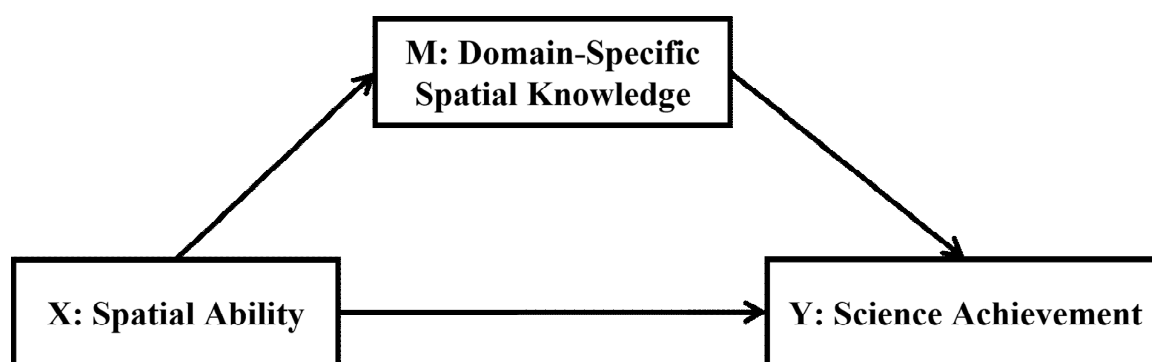 M: Domain-Specific
Spatial Knowledge
X: Spatial Ability
Y: Science Achievement